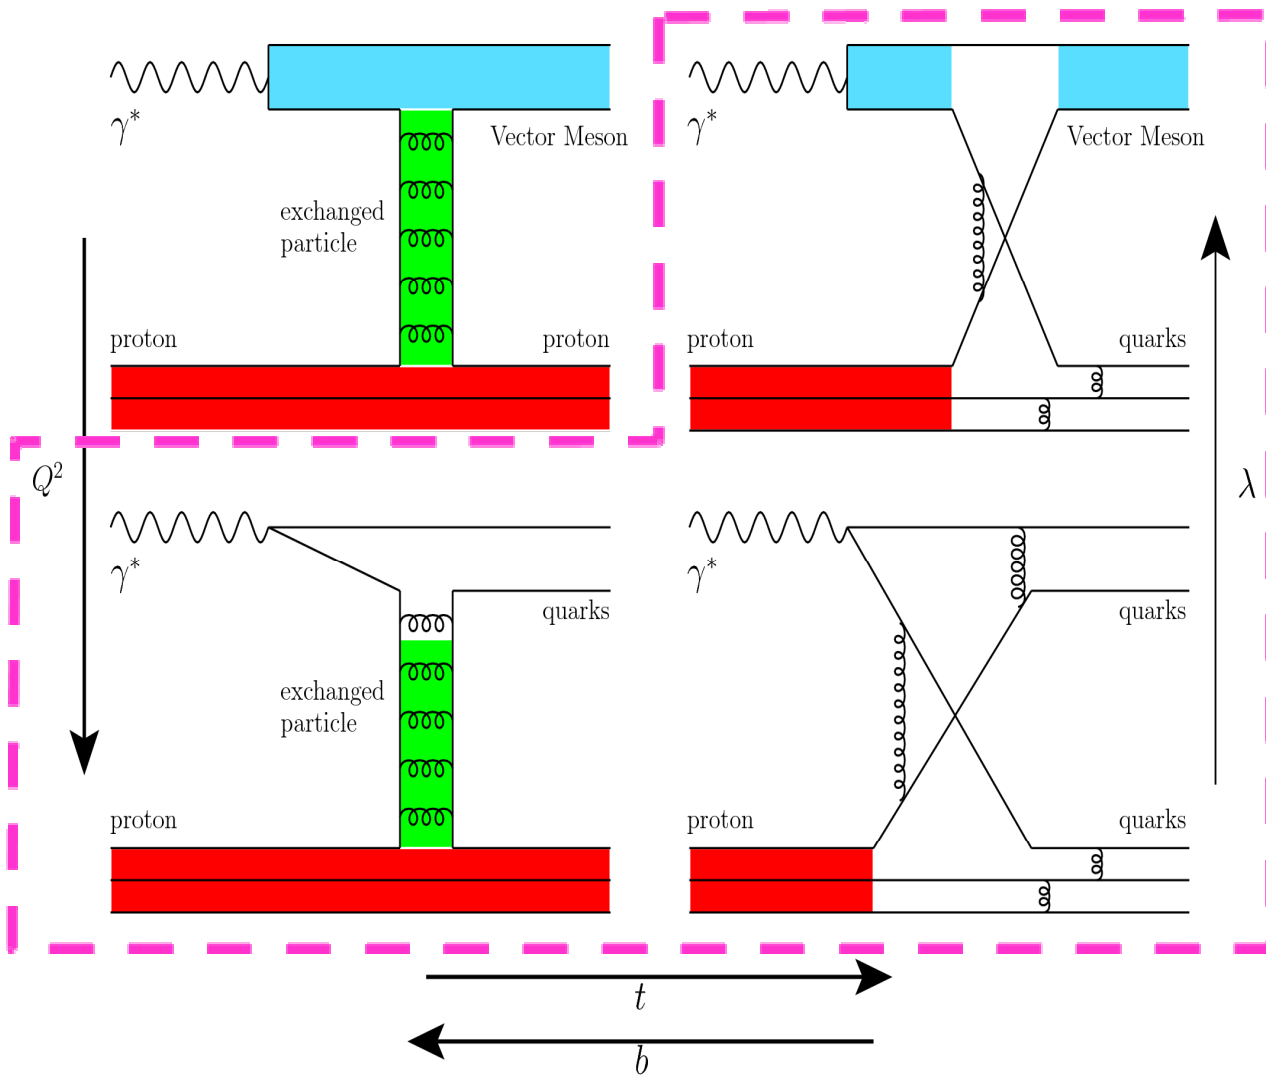 γ*
Vector Meson
exchanged
particle
proton
proton
γ*
Vector Meson
proton
quarks
Q²
λ
γ*
quarks
exchanged
particle
proton
γ*
quarks
proton
quarks
t
b